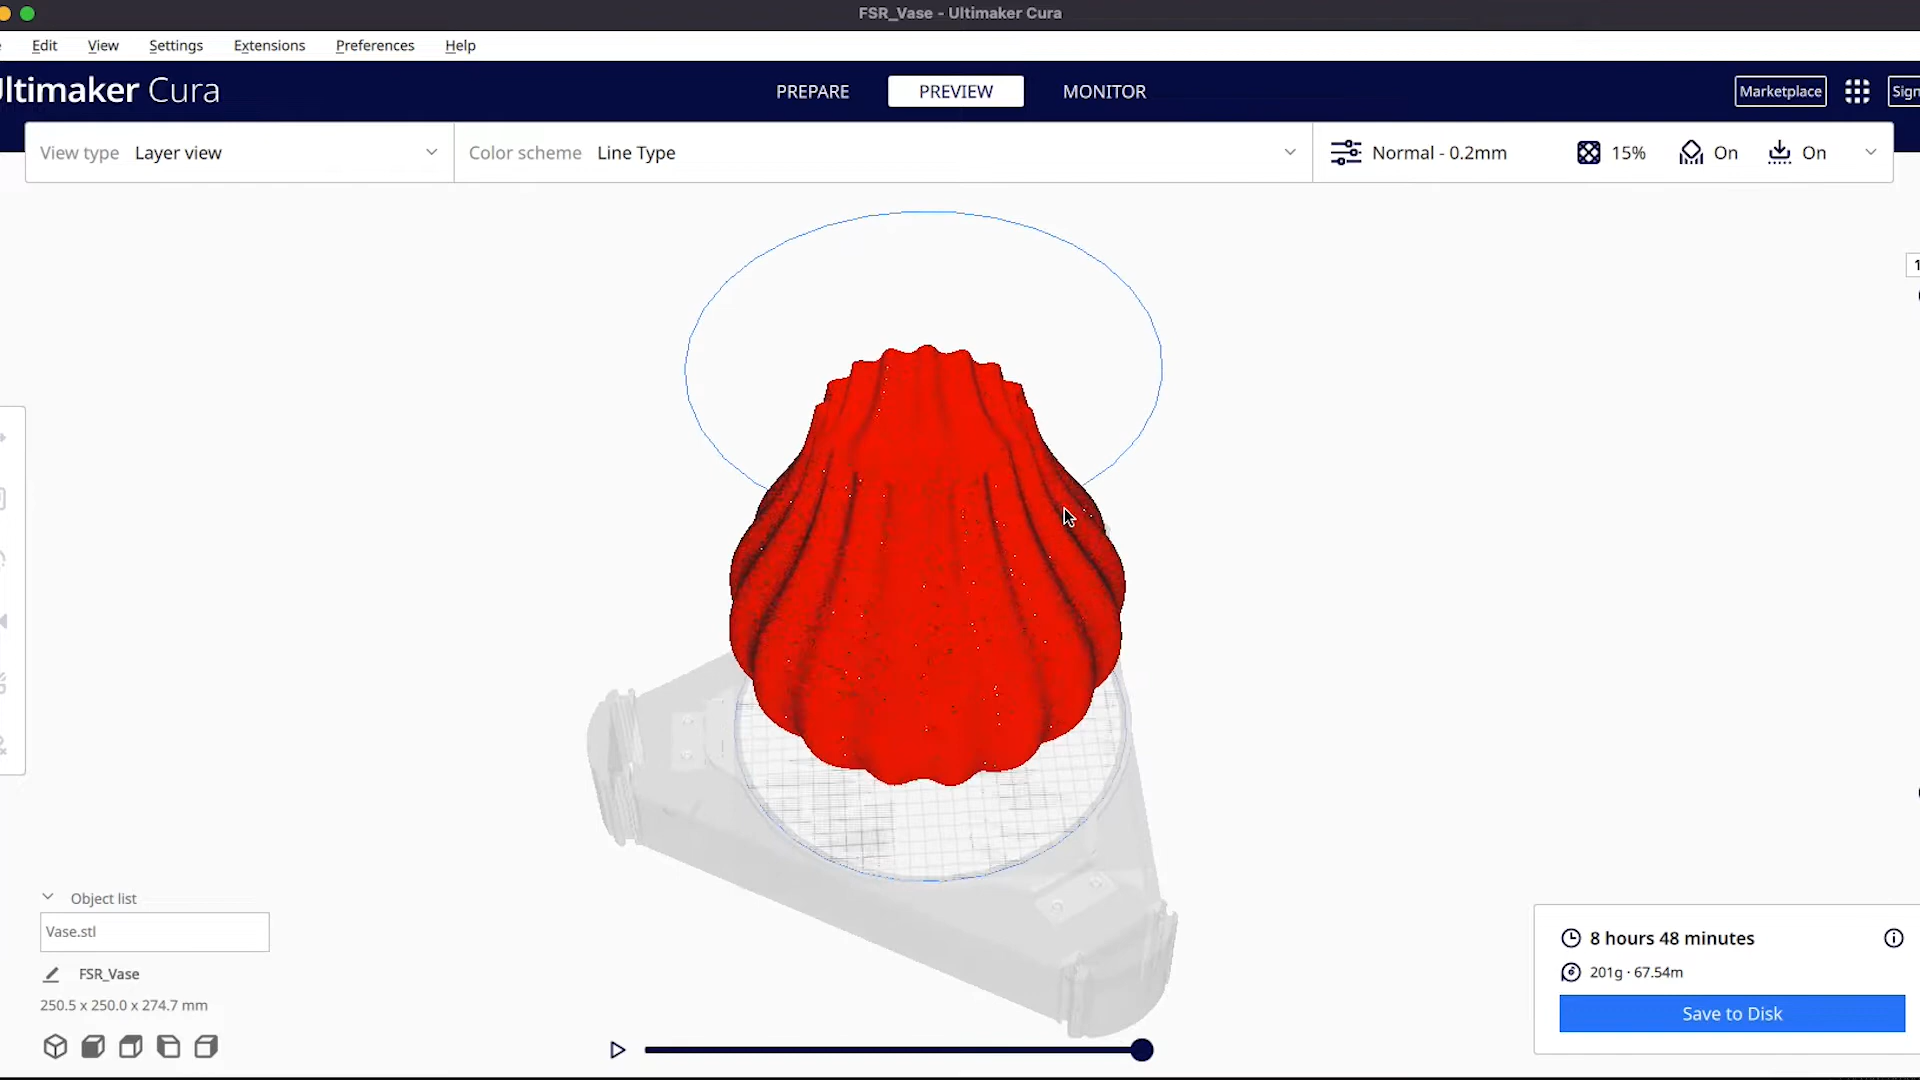 FSR_Vase - Ultimaker Cura
Edit View Settings Extensions Preferences Help
ltimaker Cura
PREPARE PREVIEW MONITOR
Marketplace
Sign
View type Layer view
Color scheme Line Type
Normal - 0.2mm 15% On On
1
Object list
Vase.stl
FSR_Vase
250.5 x 250.0 x 274.7 mm
8 hours 48 minutes
201g · 67.54m
Save to Disk